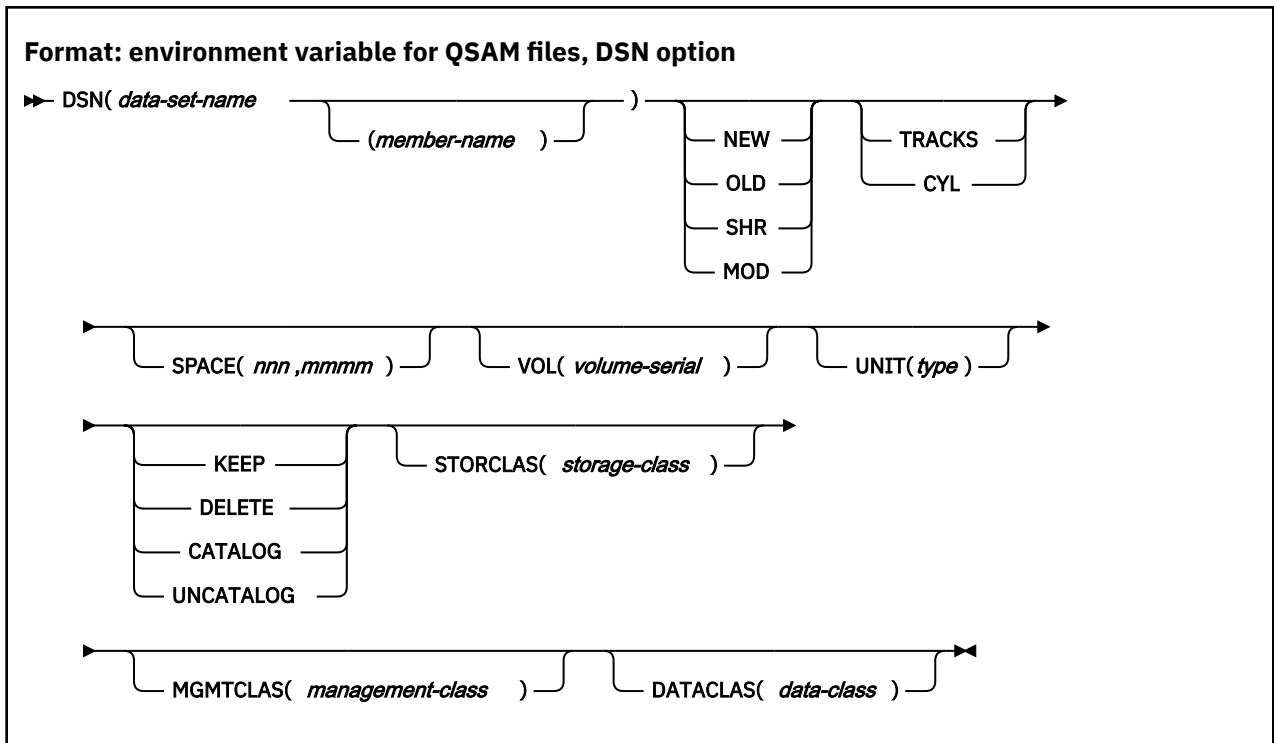 Format: environment variable for QSAM files, DSN option
DSN( data-set-name )
(member-name )
NEW
OLD
SHR
MOD
TRACKS
CYL
SPACE( nnn ,mmmm )
VOL( volume-serial )
UNIT( type )
KEEP
DELETE
CATALOG
UNCATALOG
STORCLAS( storage-class )
MGMTCLAS( management-class )
DATACLAS( data-class )